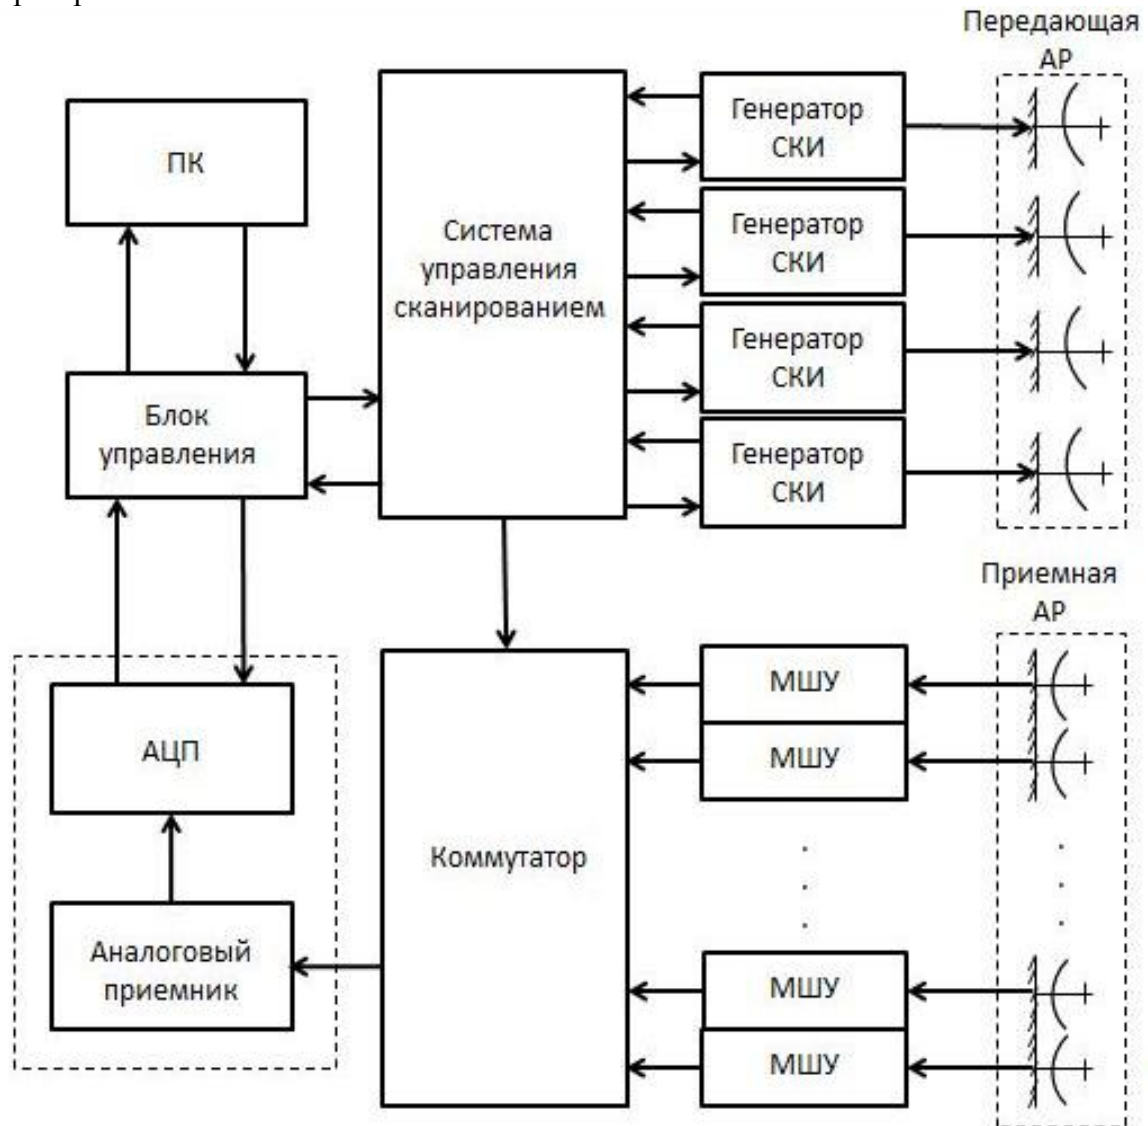 Передающая
АР
ПК
Система
управления
сканированием
Генератор
СКИ
Генератор
СКИ
Генератор
СКИ
Генератор
СКИ
Блок
управления
Приемная
АР
АЦП
Аналоговый
приемник
Коммутатор
МШУ
МШУ
МШУ
МШУ